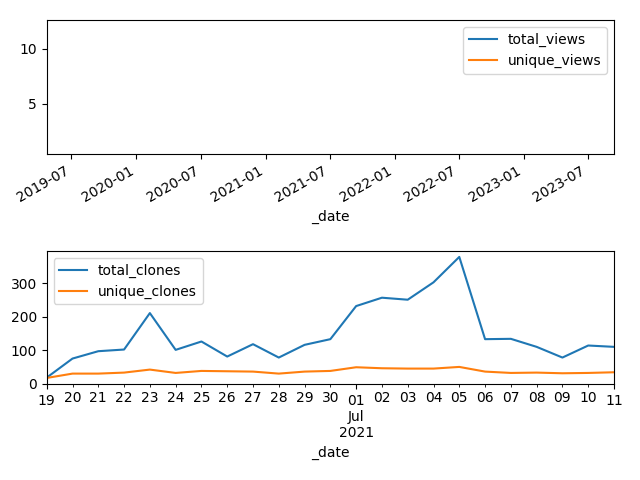 total_views
unique_views
10
5
2019-07 2020-01 2020-07 2021-01 2021-07 2022-01 2022-07 2023-01 2023-07
_date
total_clones
unique_clones
300
200
100
0
19 20 21 22 23 24 25 26 27 28 29 30 01 02 03 04 05 06 07 08 09 10 11
Jul
2021
_date